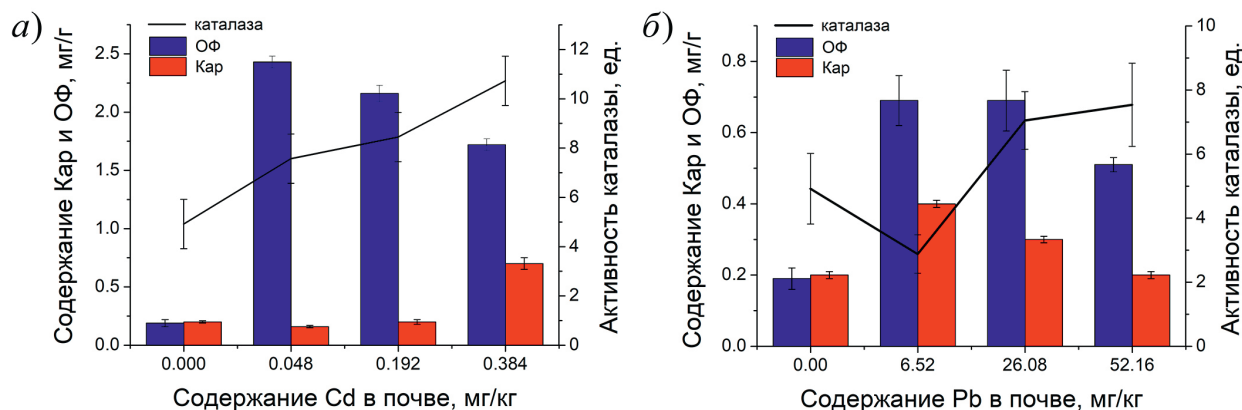 а)
каталаза
ОФ
Кар
Содержание Кар и ОФ, мг/г
2.5
2.0
1.5
1.0
0.5
0.0
12
10
8
6
4
2
0
Активность каталазы, ед.
0.000 0.048 0.192 0.384
Содержание Cd в почве, мг/кг
б)
каталаза
ОФ
Кар
Содержание Кар и ОФ, мг/г
0.8
0.6
0.4
0.2
0.0
10
8
6
4
2
0
Активность каталазы, ед.
0.00 6.52 26.08 52.16
Содержание Pb в почве, мг/кг